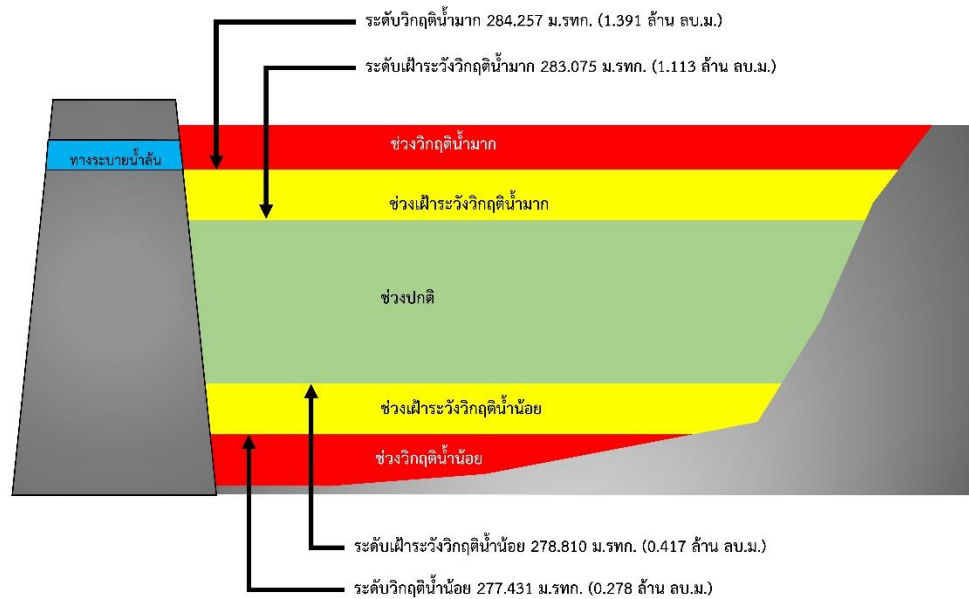 ระดับวิกฤติน้ำมาก 284.257 ม.รทก. (1.391 ล้าน ลบ.ม.)
ระดับเฝ้าระวังวิกฤติน้ำมาก 283.075 ม.รทก. (1.113 ล้าน ลบ.ม.)
ช่วงวิกฤติน้ำมาก
ทางระบายน้ำล้น
ช่วงเฝ้าระวังวิกฤติน้ำมาก
ช่วงปกติ
ช่วงเฝ้าระวังวิกฤติน้ำน้อย
ช่วงวิกฤติน้ำน้อย
ระดับเฝ้าระวังวิกฤติน้ำน้อย 278.810 ม.รทก. (0.417 ล้าน ลบ.ม.)
ระดับวิกฤติน้ำน้อย 277.431 ม.รทก. (0.278 ล้าน ลบ.ม.)